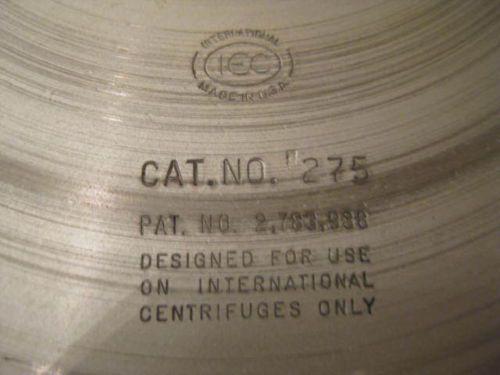 INTERNATIONAL
IEC
MADE IN U.S.A.
CAT. NO. 275
PAT. NO.
DESIGNED FOR USE
ON INTERNATIONAL
CENTRIFUGES ONLY